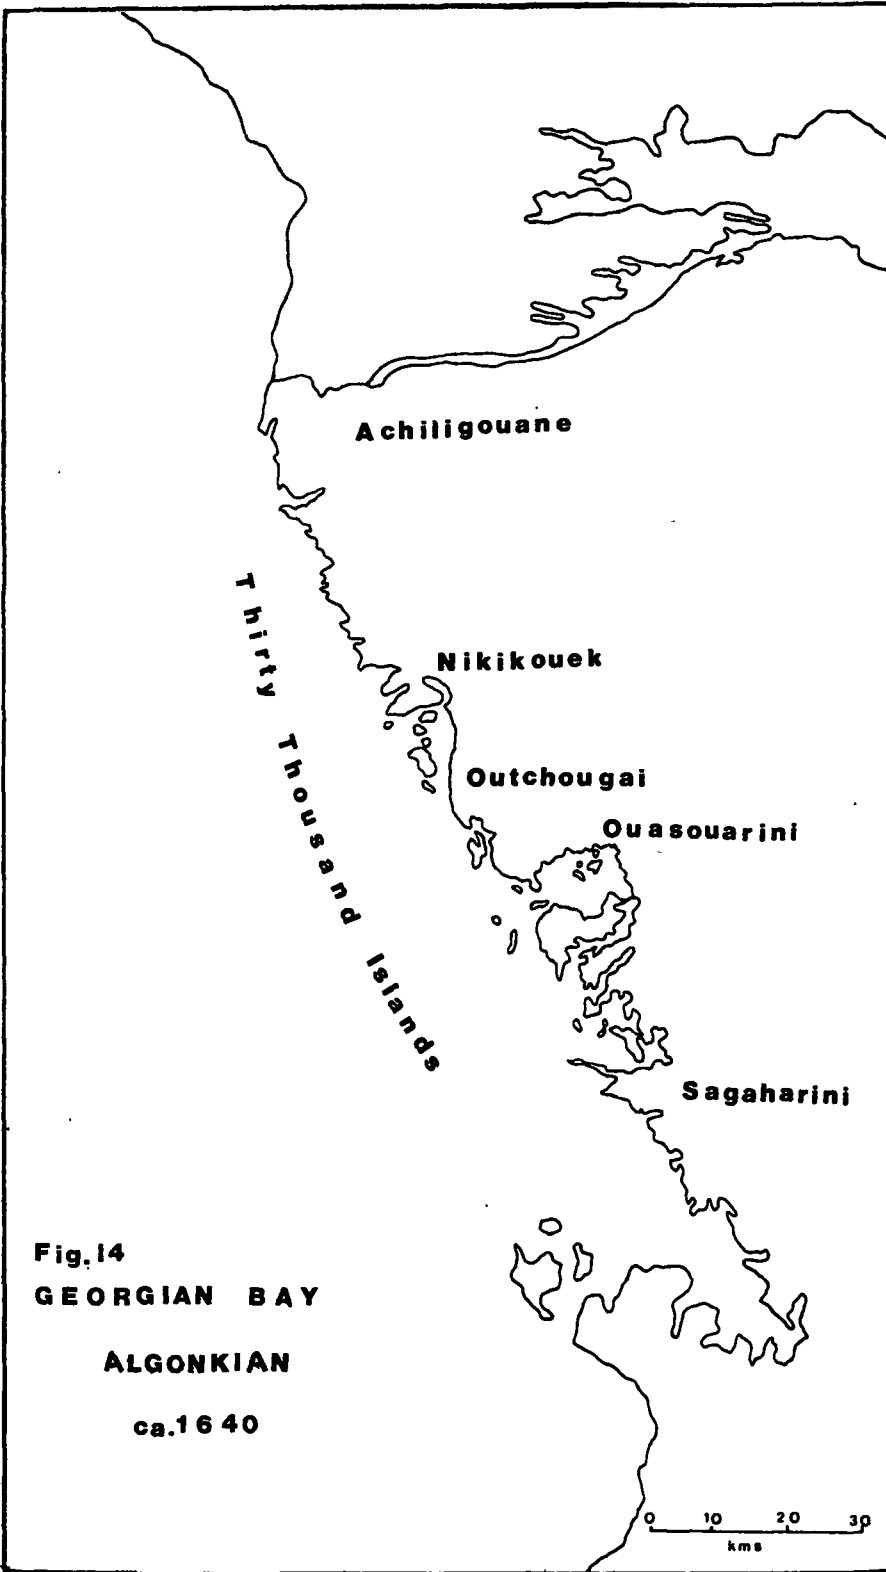 Achiligouane
Thirty Thousand Islands
Nikikouek
Outchougai
Ouasouarini
Sagaharini
Fig.14
GEORGIAN BAY
ALGONKIAN
ca.1640
0 10 20 30
kms